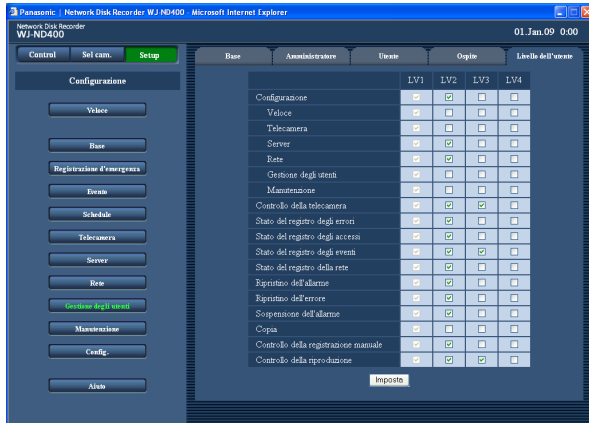 Panasonic | Network Disk Recorder WJ-ND400 - Microsoft Internet Explorer
Network Disk Recorder
WJ-ND400
01.Jan.09 0:00
Control Sel cam. Setup
Base Amministratore Utente Ospite Livello dell'utente
Configurazione
Veloce
Base
Registrazione d'emergenza
Evento
Schedule
Telecamera
Server
Rete
Gestione degli utenti
Manutenzione
Config.
Aiuto
LV1 LV2 LV3 LV4
Configurazione
Veloce
Telecamera
Server
Rete
Gestione degli utenti
Manutenzione
Controllo della telecamera
Stato del registro degli errori
Stato del registro degli accessi
Stato del registro degli eventi
Stato del registro della rete
Ripristino dell'allarme
Ripristino dell'errore
Sospensione dell'allarme
Copia
Controllo della registrazione manuale
Controllo della riproduzione
Imposta